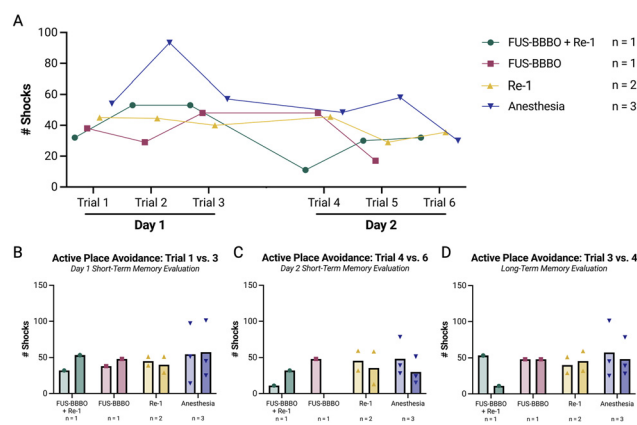 A
100
80
60
40
20
0
# Shocks
Trial 1 Trial 2 Trial 3 Trial 4 Trial 5 Trial 6
Day 1 Day 2
FUS-BBBO + Re-1 n = 1
FUS-BBBO n = 1
Re-1 n = 2
Anesthesia n = 3
B
Active Place Avoidance: Trial 1 vs. 3
Day 1 Short-Term Memory Evaluation
150
100
50
0
# Shocks
FUS-BBBO FUS-BBBO Re-1 Anesthesia
+ Re-1
n = 1 n = 1 n = 2 n = 3
C
Active Place Avoidance: Trial 4 vs. 6
Day 2 Short-Term Memory Evaluation
150
100
50
0
# Shocks
FUS-BBBO FUS-BBBO Re-1 Anesthesia
+ Re-1
n = 1 n = 1 n = 2 n = 3
D
Active Place Avoidance: Trial 3 vs. 4
Long-Term Memory Evaluation
150
100
50
0
# Shocks
FUS-BBBO FUS-BBBO Re-1 Anesthesia
+ Re-1
n = 1 n = 1 n = 2 n = 3